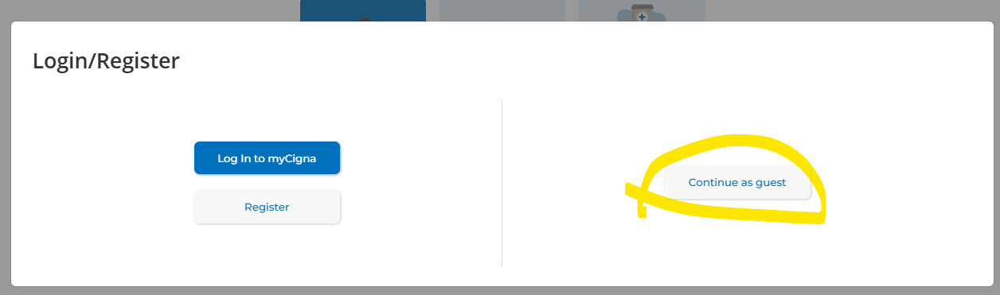 Login/Register
Log In to myCigna
Register
Continue as guest